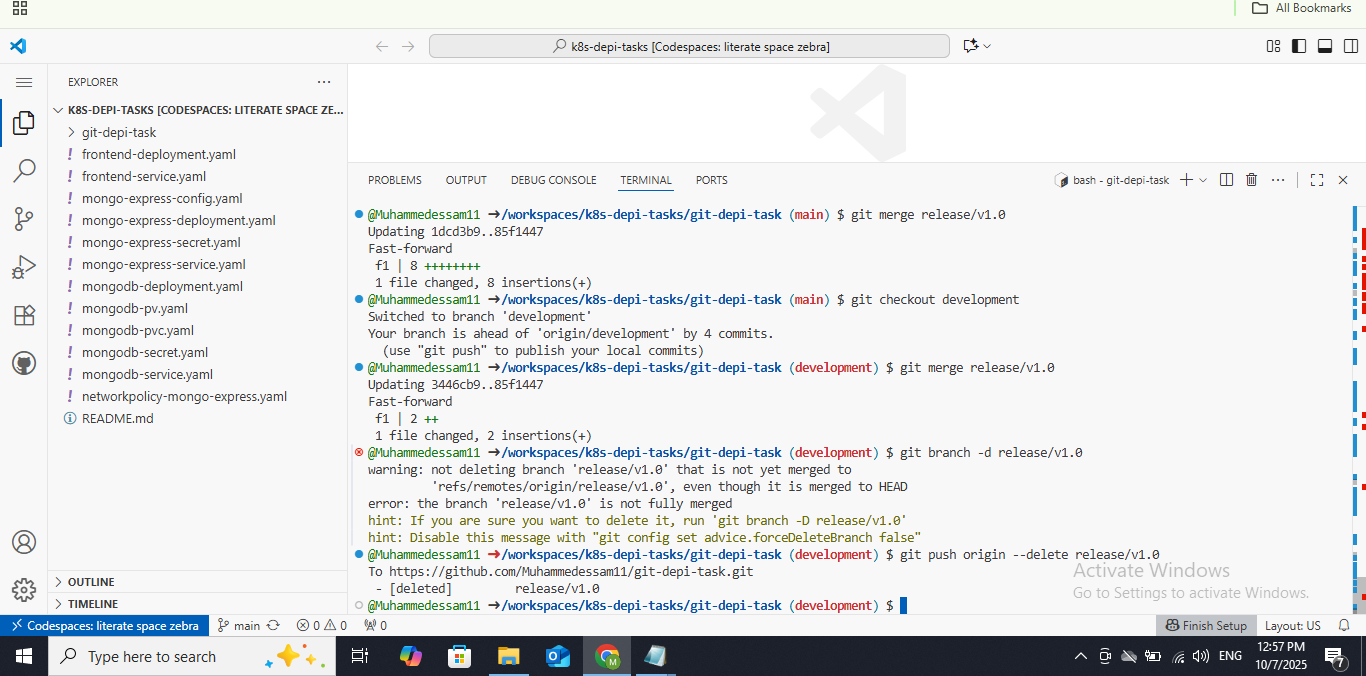 All Bookmarks
k8s-depi-tasks [Codespaces: literate space zebra]
EXPLORER
K8S-DEPI-TASKS [CODESPACES: LITERATE SPACE ZE...
git-depi-task
! frontend-deployment.yaml
! frontend-service.yaml
! mongo-express-config.yaml
! mongo-express-deployment.yaml
! mongo-express-secret.yaml
! mongo-express-service.yaml
! mongodb-deployment.yaml
! mongodb-pv.yaml
! mongodb-pvc.yaml
! mongodb-secret.yaml
! mongodb-service.yaml
! networkpolicy-mongo-express.yaml
README.md
OUTLINE
TIMELINE
PROBLEMS OUTPUT DEBUG CONSOLE TERMINAL PORTS bash - git-depi-task
@Muhammedessam11 ➜/workspaces/k8s-depi-tasks/git-depi-task (main) $ git merge release/v1.0
Updating 1dcd3b9..85f1447
Fast-forward
f1 | 8 ++++++++
1 file changed, 8 insertions(+)
@Muhammedessam11 ➜/workspaces/k8s-depi-tasks/git-depi-task (main) $ git checkout development
Switched to branch 'development'
Your branch is ahead of 'origin/development' by 4 commits.
(use "git push" to publish your local commits)
@Muhammedessam11 ➜/workspaces/k8s-depi-tasks/git-depi-task (development) $ git merge release/v1.0
Updating 3446cb9..85f1447
Fast-forward
f1 | 2 ++
1 file changed, 2 insertions(+)
@Muhammedessam11 ➜/workspaces/k8s-depi-tasks/git-depi-task (development) $ git branch -d release/v1.0
warning: not deleting branch 'release/v1.0' that is not yet merged to
'refs/remotes/origin/release/v1.0', even though it is merged to HEAD
error: the branch 'release/v1.0' is not fully merged
hint: If you are sure you want to delete it, run 'git branch -D release/v1.0'
hint: Disable this message with "git config set advice.forceDeleteBranch false"
@Muhammedessam11 ➜/workspaces/k8s-depi-tasks/git-depi-task (development) $ git push origin --delete release/v1.0
To https://github.com/Muhammedessam11/git-depi-task.git
- [deleted] release/v1.0
@Muhammedessam11 ➜/workspaces/k8s-depi-tasks/git-depi-task (development) $
Activate Windows
Go to Settings to activate Windows.
Codespaces: literate space zebra main 0 0 0 Finish Setup Layout: US
Type here to search
ENG
12:57 PM
10/7/2025
7
M